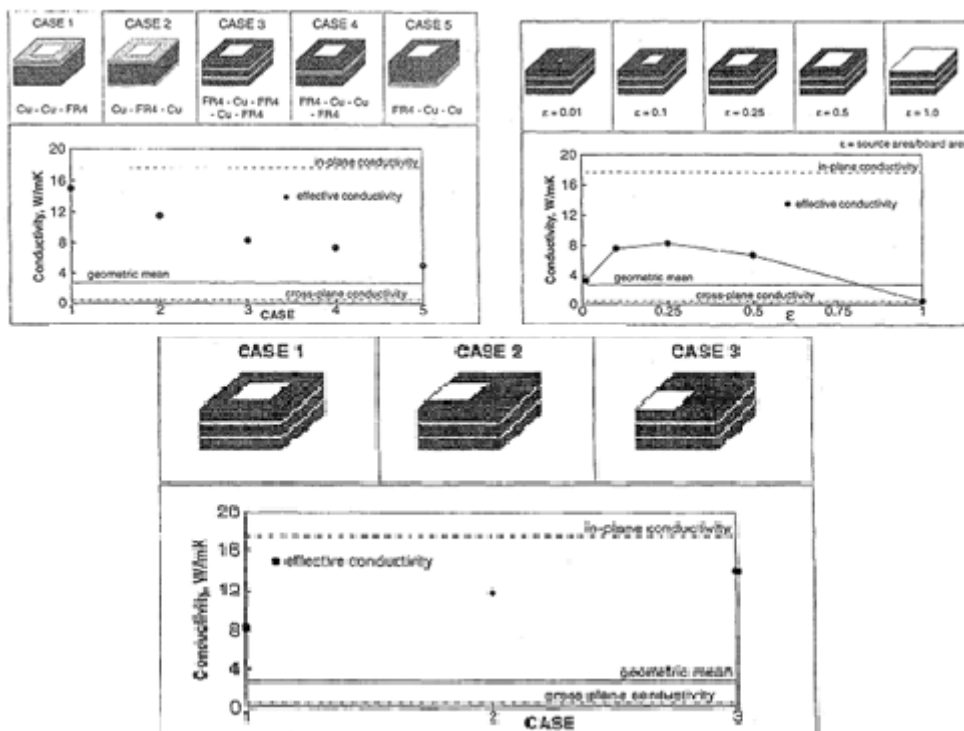 CASE 1
CASE 2
CASE 3
CASE 4
CASE 5
Cu - Cu - FR4
Cu - FR4 - Cu
FR4 - Cu - FR4
- Cu - FR4
FR4 - Cu - Cu
- FR4
FR4 - Cu - Cu
Conductivity, W/mK
20
16
12
8
4
0
in-plane conductivity
effective conductivity
geometric mean
cross-plane conductivity
1
2
3
4
5
CASE
ε = 0.01
ε = 0.1
ε = 0.25
ε = 0.5
ε = 1.0
ε = source area/board area
Conductivity, W/mK
20
16
12
8
4
0
in-plane conductivity
effective conductivity
geometric mean
cross-plane conductivity
0
0.25
0.5
0.75
1
ε
CASE 1
CASE 2
CASE 3
Conductivity, W/mK
20
16
12
8
4
0
in-plane conductivity
effective conductivity
geometric mean
cross plane conductivity
1
2
3
CASE